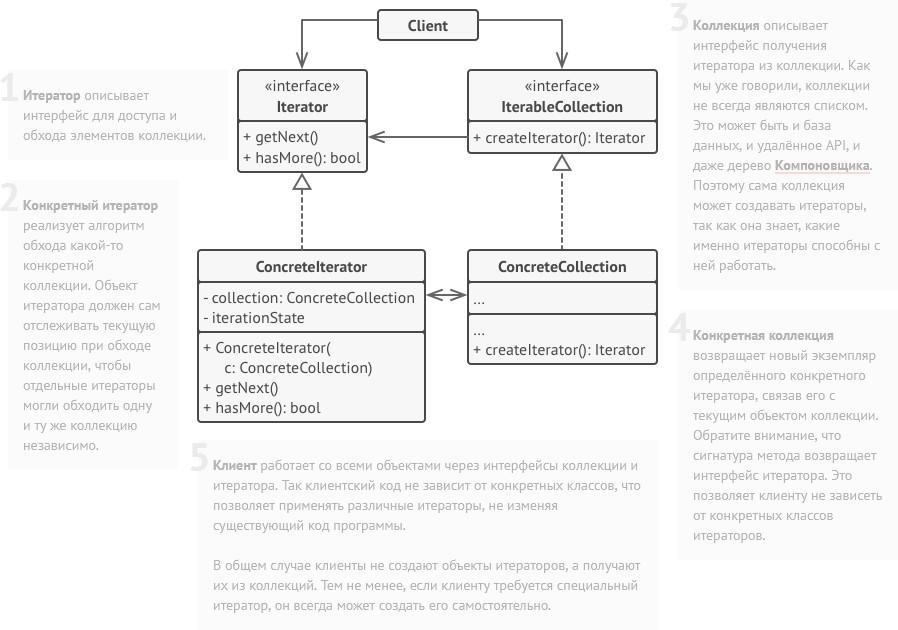 Client
«interface»
Iterator
+ getNext()
+ hasMore(): bool
«interface»
IterableCollection
+ createIterator(): Iterator
ConcreteIterator
- collection: ConcreteCollection
- iterationState
+ ConcreteIterator(
c: ConcreteCollection)
+ getNext()
+ hasMore(): bool
ConcreteCollection
...
...
+ createIterator(): Iterator
1
Итератор описывает
интерфейс для доступа и
обхода элементов коллекции.
2
Конкретный итератор
реализует алгоритм
обхода какой-то
конкретной
коллекции. Объект
итератора должен сам
отслеживать текущую
позицию при обходе
коллекции, чтобы
отдельные итераторы
могли обходить одну
и ту же коллекцию
независимо.
3
Коллекция описывает
интерфейс получения
итератора из коллекции. Как
мы уже говорили, коллекции
не всегда являются списком.
Это может быть и база
данных, и удалённое API, и
даже дерево Компоновщика.
Поэтому сама коллекция
может создавать итераторы,
так как она знает, какие
именно итераторы способны с
ней работать.
4
Конкретная коллекция
возвращает новый экземпляр
определённого конкретного
итератора, связав его с
текущим объектом коллекции.
Обратите внимание, что
сигнатура метода возвращает
интерфейс итератора. Это
позволяет клиенту не зависеть
от конкретных классов
итераторов.
5
Клиент работает со всеми объектами через интерфейсы коллекции и
итератора. Так клиентский код не зависит от конкретных классов, что
позволяет применять различные итераторы, не изменяя
существующий код программы.
В общем случае клиенты не создают объекты итераторов, а получают
их из коллекций. Тем не менее, если клиенту требуется специальный
итератор, он всегда может создать его самостоятельно.